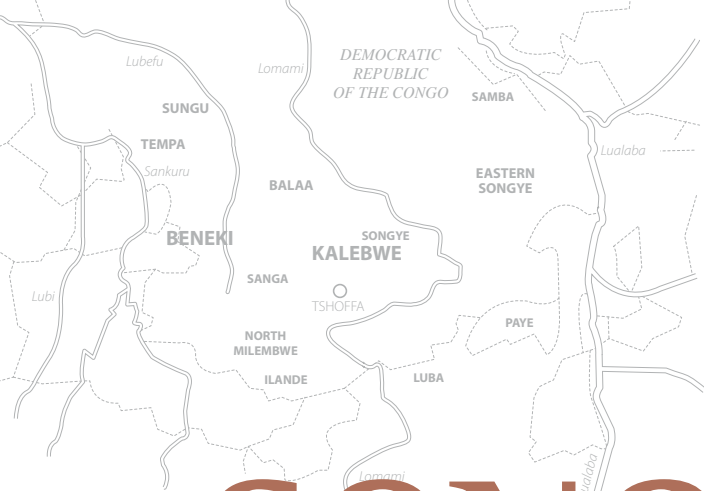 DEMOCRATIC
REPUBLIC
OF THE CONGO
Lubefu
Lomami
SAMBA
SUNGU
TEMPA
Lualaba
Sankuru
EASTERN
SONGYE
BALAA
BENEKI
SONGYE
KALEBWE
SANGA
Lubi
TSHOFFA
PAYE
NORTH
MILEMBWE
ILANDE
LUBA
Lomami
ualaba